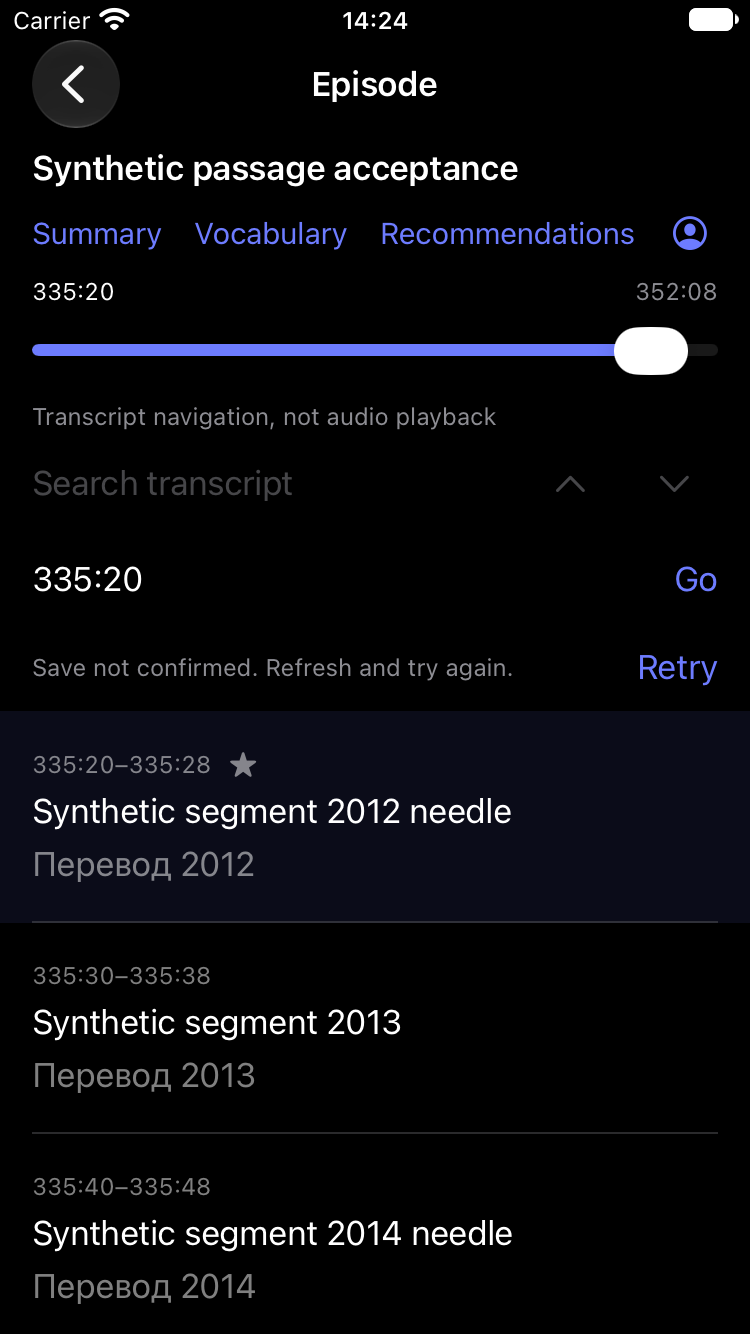 Carrier 14:24
Episode
Synthetic passage acceptance
Summary Vocabulary Recommendations
335:20 352:08
Transcript navigation, not audio playback
Search transcript
335:20 Go
Save not confirmed. Refresh and try again. Retry
335:20–335:28
Synthetic segment 2012 needle
Перевод 2012
335:30–335:38
Synthetic segment 2013
Перевод 2013
335:40–335:48
Synthetic segment 2014 needle
Перевод 2014